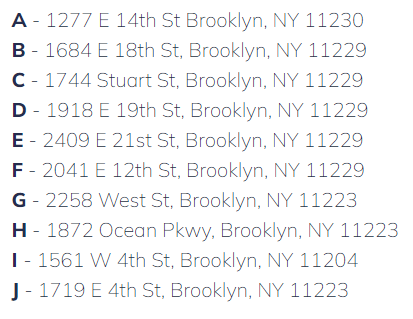 A - 1277 E 14th St Brooklyn, NY 11230
B - 1684 E 18th St, Brooklyn, NY 11229
C - 1744 Stuart St, Brooklyn, NY 11229
D - 1918 E 19th St, Brooklyn, NY 11229
E - 2409 E 21st St, Brooklyn, NY 11229
F - 2041 E 12th St, Brooklyn, NY 11229
G - 2258 West St, Brooklyn, NY 11223
H - 1872 Ocean Pkwy, Brooklyn, NY 11223
I - 1561 W 4th St, Brooklyn, NY 11204
J - 1719 E 4th St, Brooklyn, NY 11223